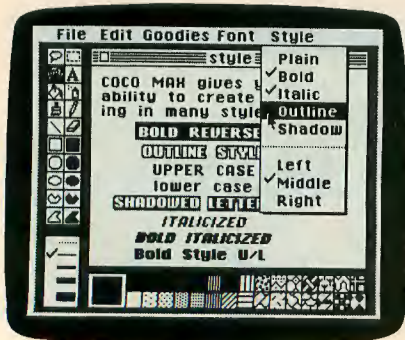 File Edit Goodies Font Style
style
COCO MAX gives
ability to create
ing in many style
BOLD REVERSE
OUTLINE STYL
UPPER CASE
lower case
SHADOWED LETTER
ITALICIZED
BOLD ITALICIZED
Bold Style U/L
A
Plain
Bold
Italic
Outline
Shadow
Left
Middle
Right